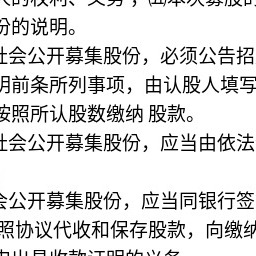 人的权利、义务；(五)本次募股的
份的说明。
社会公开募集股份，必须公告招
明前条所列事项，由认股人填写
按照所认股数缴纳 股款。
社会公开募集股份，应当由依法
会公开募集股份，应当同银行签
照协议代收和保存股款，向缴纳